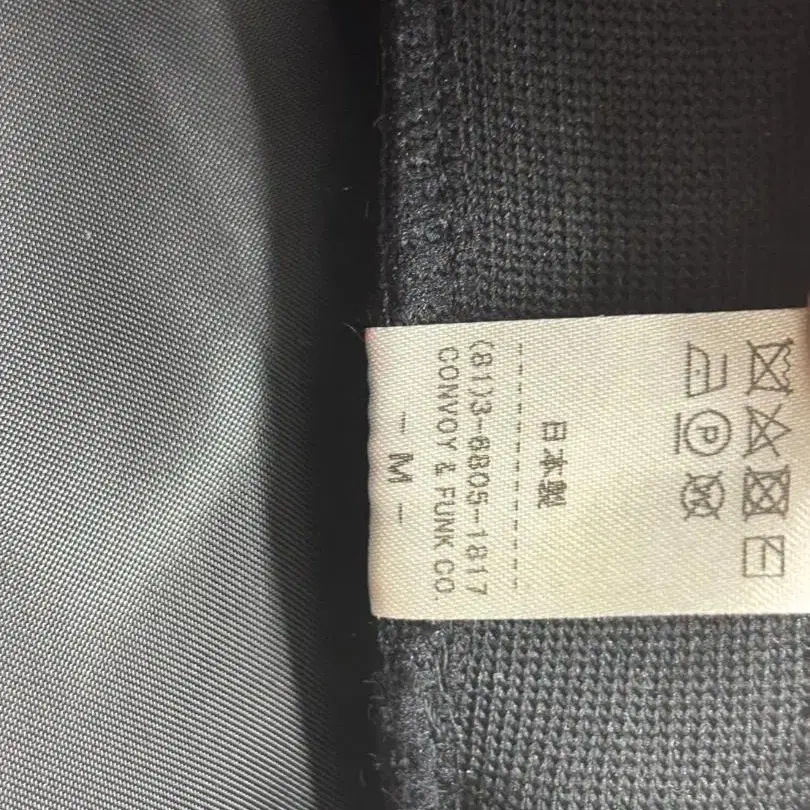 日本製
--------------
(81)3-6805-1817
CONVOY & FUNK CO.
- M -